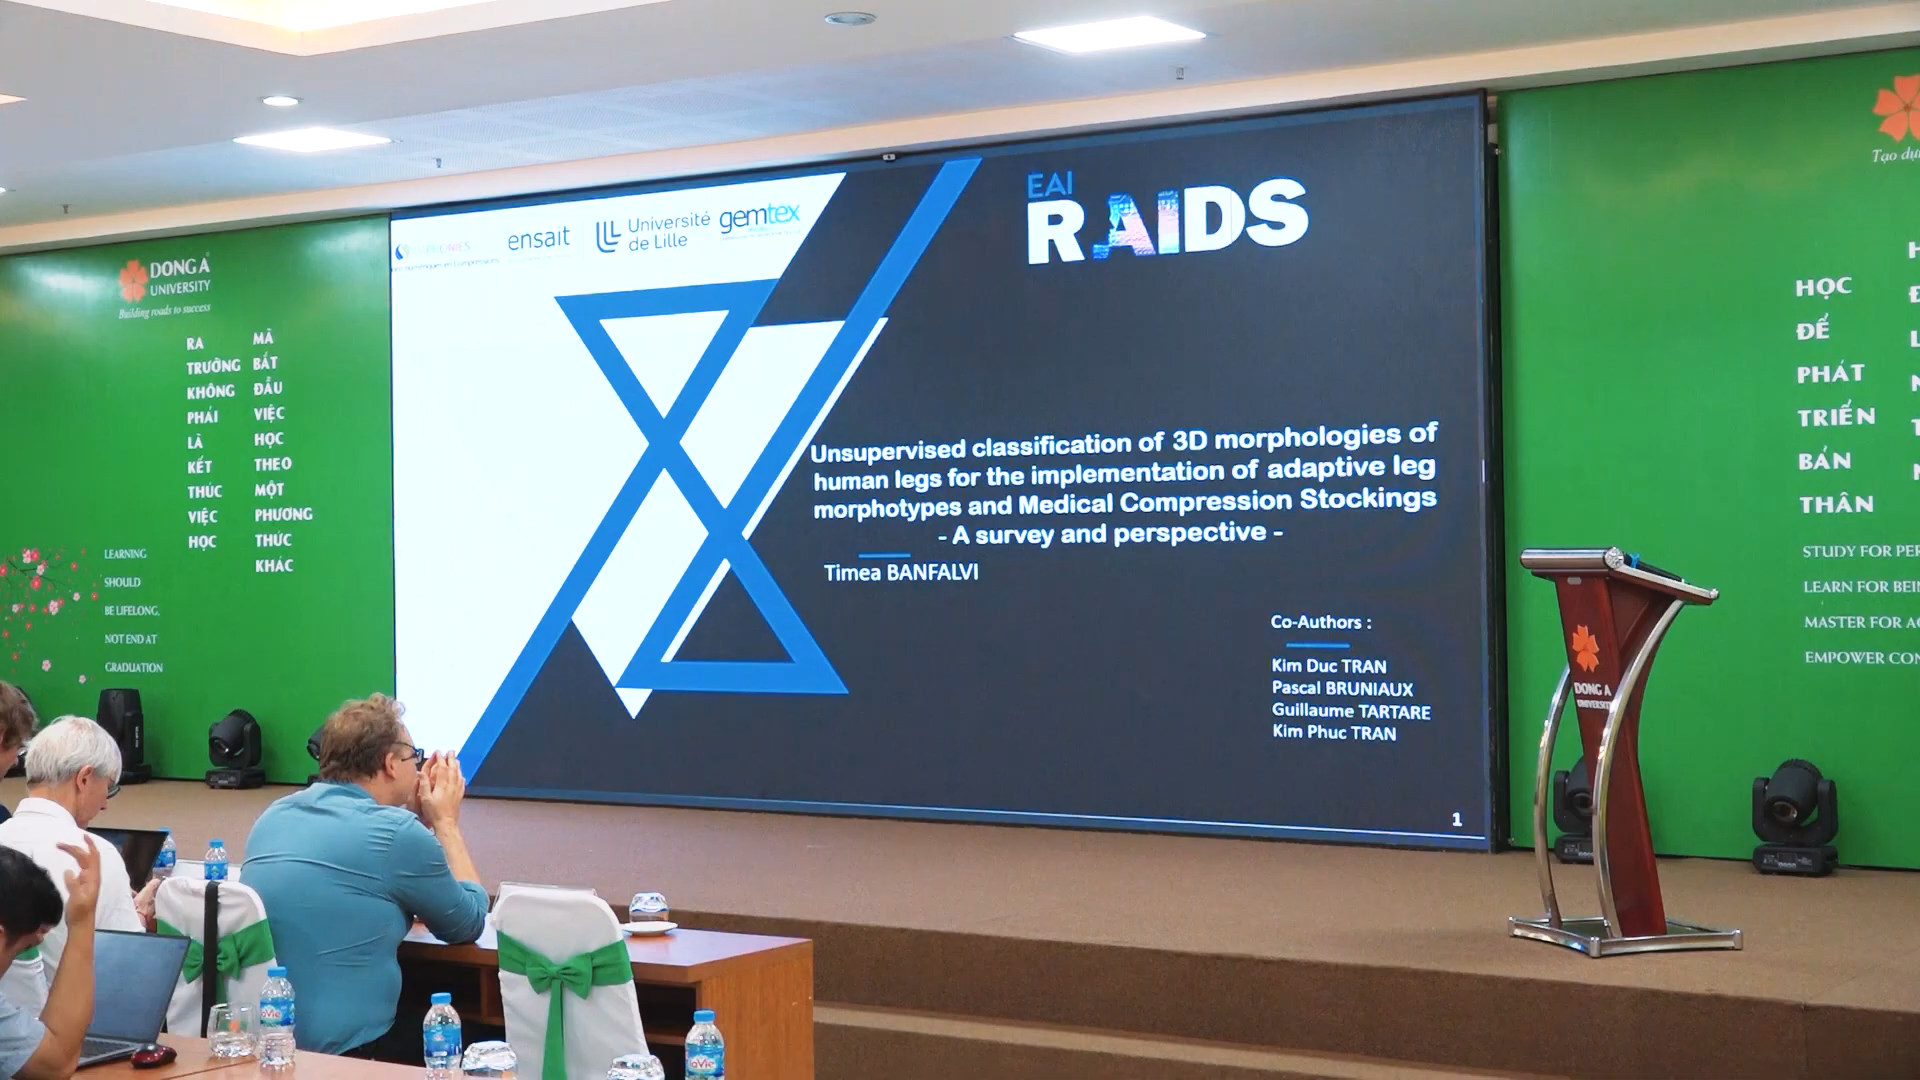 DONG A
UNIVERSITY
Building roads to success
RA
TRƯỜNG
KHÔNG
PHẢI
LÀ
KẾT
THÚC
VIỆC
HỌC
MÀ
BẮT
ĐẦU
VIỆC
HỌC
THEO
MỘT
PHƯƠNG
THỨC
KHÁC
LEARNING
SHOULD
BE LIFELONG,
NOT END AT
GRADUATION
ensait
Université
de Lille
gemtex
EAI
RAIDS
Unsupervised classification of 3D morphologies of
human legs for the implementation of adaptive leg
morphotypes and Medical Compression Stockings
- A survey and perspective -
Timea BANFALVI
Co-Authors :
Kim Duc TRAN
Pascal BRUNIAUX
Guillaume TARTARE
Kim Phuc TRAN
1
Tạo
HỌC
ĐỂ
PHÁT
TRIỂN
BẢN
THÂN
STUDY FOR
LEARN FOR
MASTER FOR
EMPOWER
DONG A
UNIVERSITY
LaVie